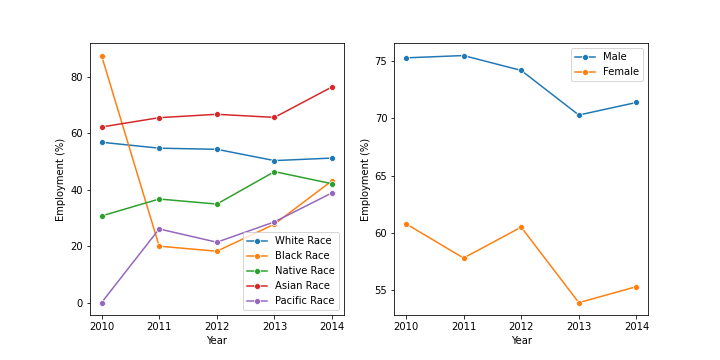 80
60
40
20
0
Employment (%)
2010 2011 2012 2013 2014
Year
White Race
Black Race
Native Race
Asian Race
Pacific Race
75
70
65
60
55
Employment (%)
2010 2011 2012 2013 2014
Year
Male
Female